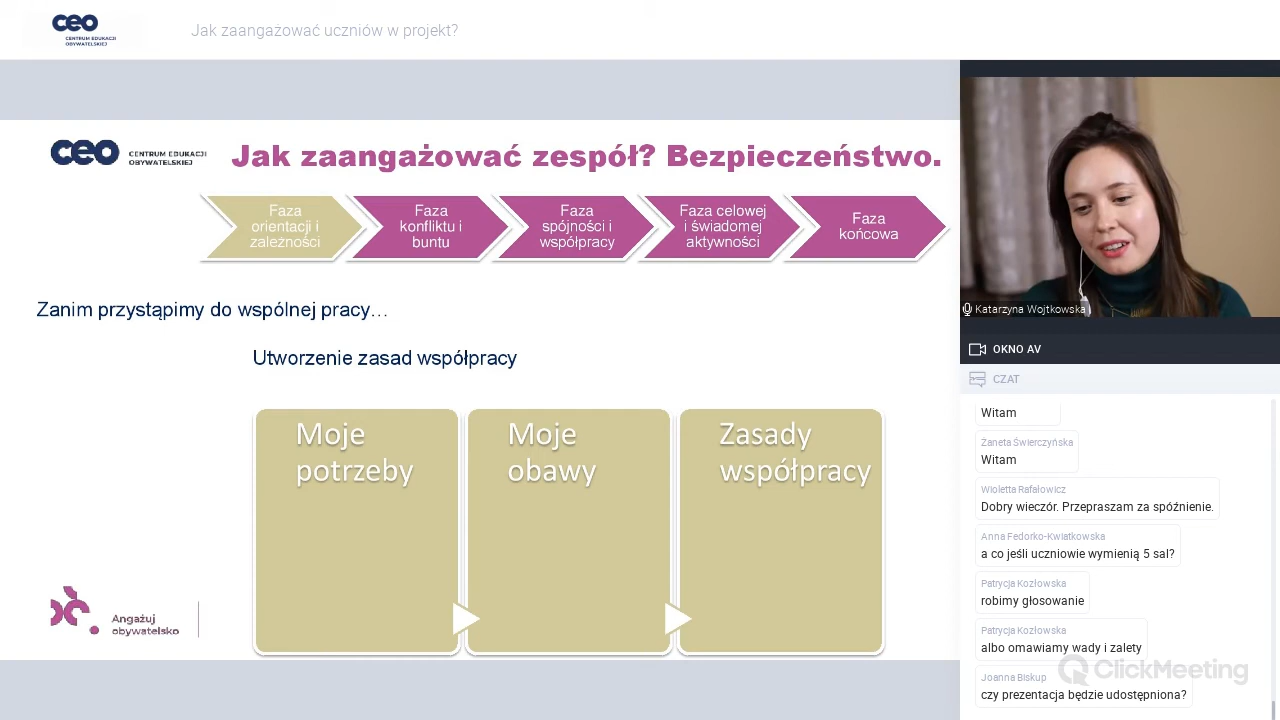 ceo
CENTRUM EDUKACJI
OBYWATELSKIEJ
Jak zaangażować uczniów w projekt?
ceo
CENTRUM EDUKACJI
OBYWATELSKIEJ
Jak zaangażować zespół? Bezpieczeństwo.
Faza
orientacji i
zależności
Faza
konfliktu i
buntu
Faza
spójności i
współpracy
Faza celowej
i świadomej
aktywności
Faza
końcowa
Zanim przystąpimy do wspólnej pracy…
Utworzenie zasad współpracy
Moje
potrzeby
Moje
obawy
Zasady
współpracy
Angażuj
obywatelsko
Katarzyna Wojtkowska
OKNO AV
CZAT
Witam
Żaneta Świerczyńska
Witam
Wioletta Rafałowicz
Dobry wieczór. Przepraszam za spóźnienie.
Anna Fedorko-Kwiatkowska
a co jeśli uczniowie wymienią 5 sal?
Patrycja Kozłowska
robimy głosowanie
Patrycja Kozłowska
albo omawiamy wady i zalety
Joanna Biskup
czy prezentacja będzie udostępniona?
ClickMeeting